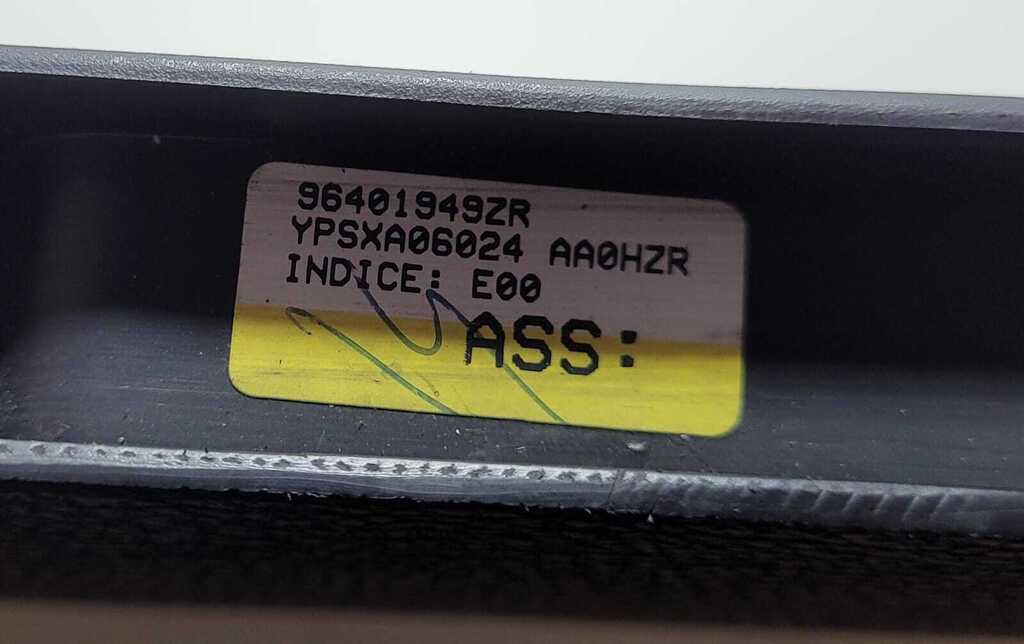 96401949ZR
YPSXA06024 AA0HZR
INDICE: E00
ASS: